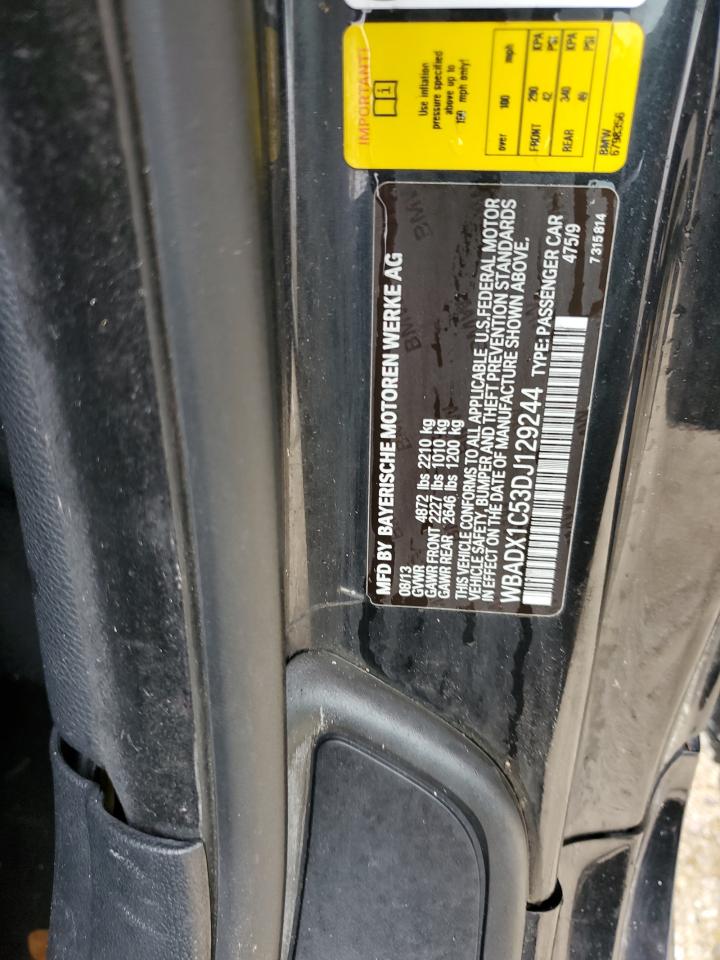 IMPORTANT!
Use inflation
pressure specified
above up to
150 mph only!
over 100 mph
KPA PSI
FRONT 290 42
KPA PSI
REAR 340 49
BMW
6798356
MFD BY BAYERISCHE MOTOREN WERKE AG
08/13
GVWR 4872 lbs 2210 kg
GAWR FRONT 2227 lbs 1010 kg
GAWR REAR 2646 lbs 1200 kg
THIS VEHICLE CONFORMS TO ALL APPLICABLE U.S.FEDERAL MOTOR
VEHICLE SAFETY, BUMPER AND THEFT PREVENTION STANDARDS
IN EFFECT ON THE DATE OF MANUFACTURE SHOWN ABOVE.
WBADX1C53DJ129244 TYPE: PASSENGER CAR
475/9
7315814